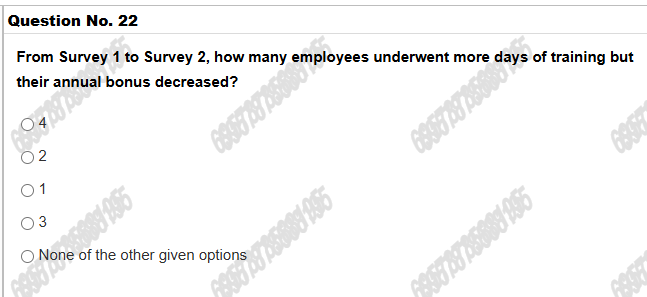 Question No. 22
From Survey 1 to Survey 2, how many employees underwent more days of training but
their annual bonus decreased?
4
2
1
3
None of the other given options